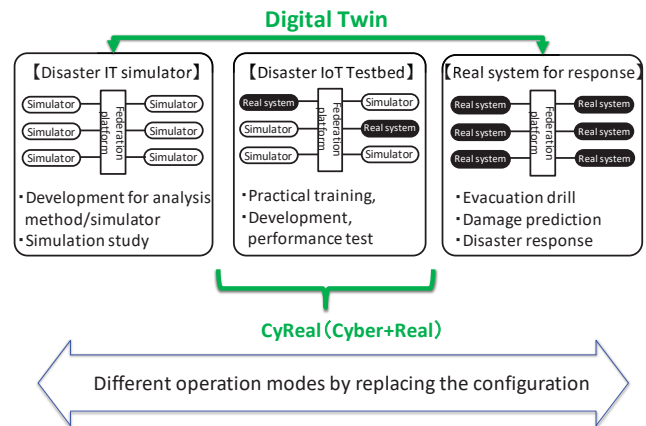 Digital Twin
【Disaster IT simulator】
Simulator
Simulator
Simulator
Federation
platform
Simulator
Simulator
Simulator
・Development for analysis
method/simulator
・Simulation study
【Disaster IoT Testbed】
Real system
Simulator
Simulator
Federation
platform
Simulator
Real system
Simulator
・Practical training,
・Development,
performance test
【Real system for response】
Real system
Real system
Real system
Federation
platform
Real system
Real system
Real system
・Evacuation drill
・Damage prediction
・Disaster response
CyReal（Cyber+Real）
Different operation modes by replacing the configuration